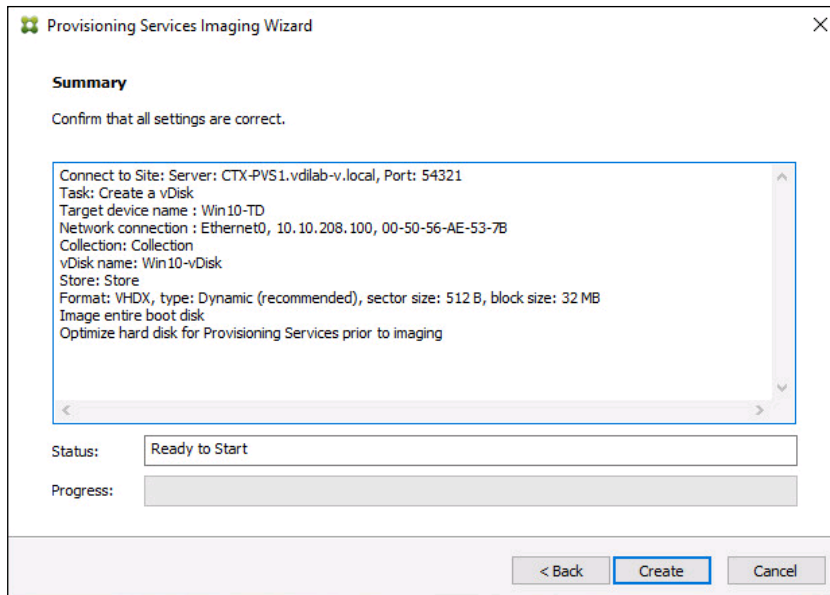 Provisioning Services Imaging Wizard
Summary
Confirm that all settings are correct.
Connect to Site: Server: CTX-PVS1.vdilab-v.local, Port: 54321
Task: Create a vDisk
Target device name : Win10-TD
Network connection : Ethernet0, 10.10.208.100, 00-50-56-AE-53-7B
Collection: Collection
vDisk name: Win10-vDisk
Store: Store
Format: VHDX, type: Dynamic (recommended), sector size: 512 B, block size: 32 MB
Image entire boot disk
Optimize hard disk for Provisioning Services prior to imaging
Status: Ready to Start
Progress:
< Back Create Cancel